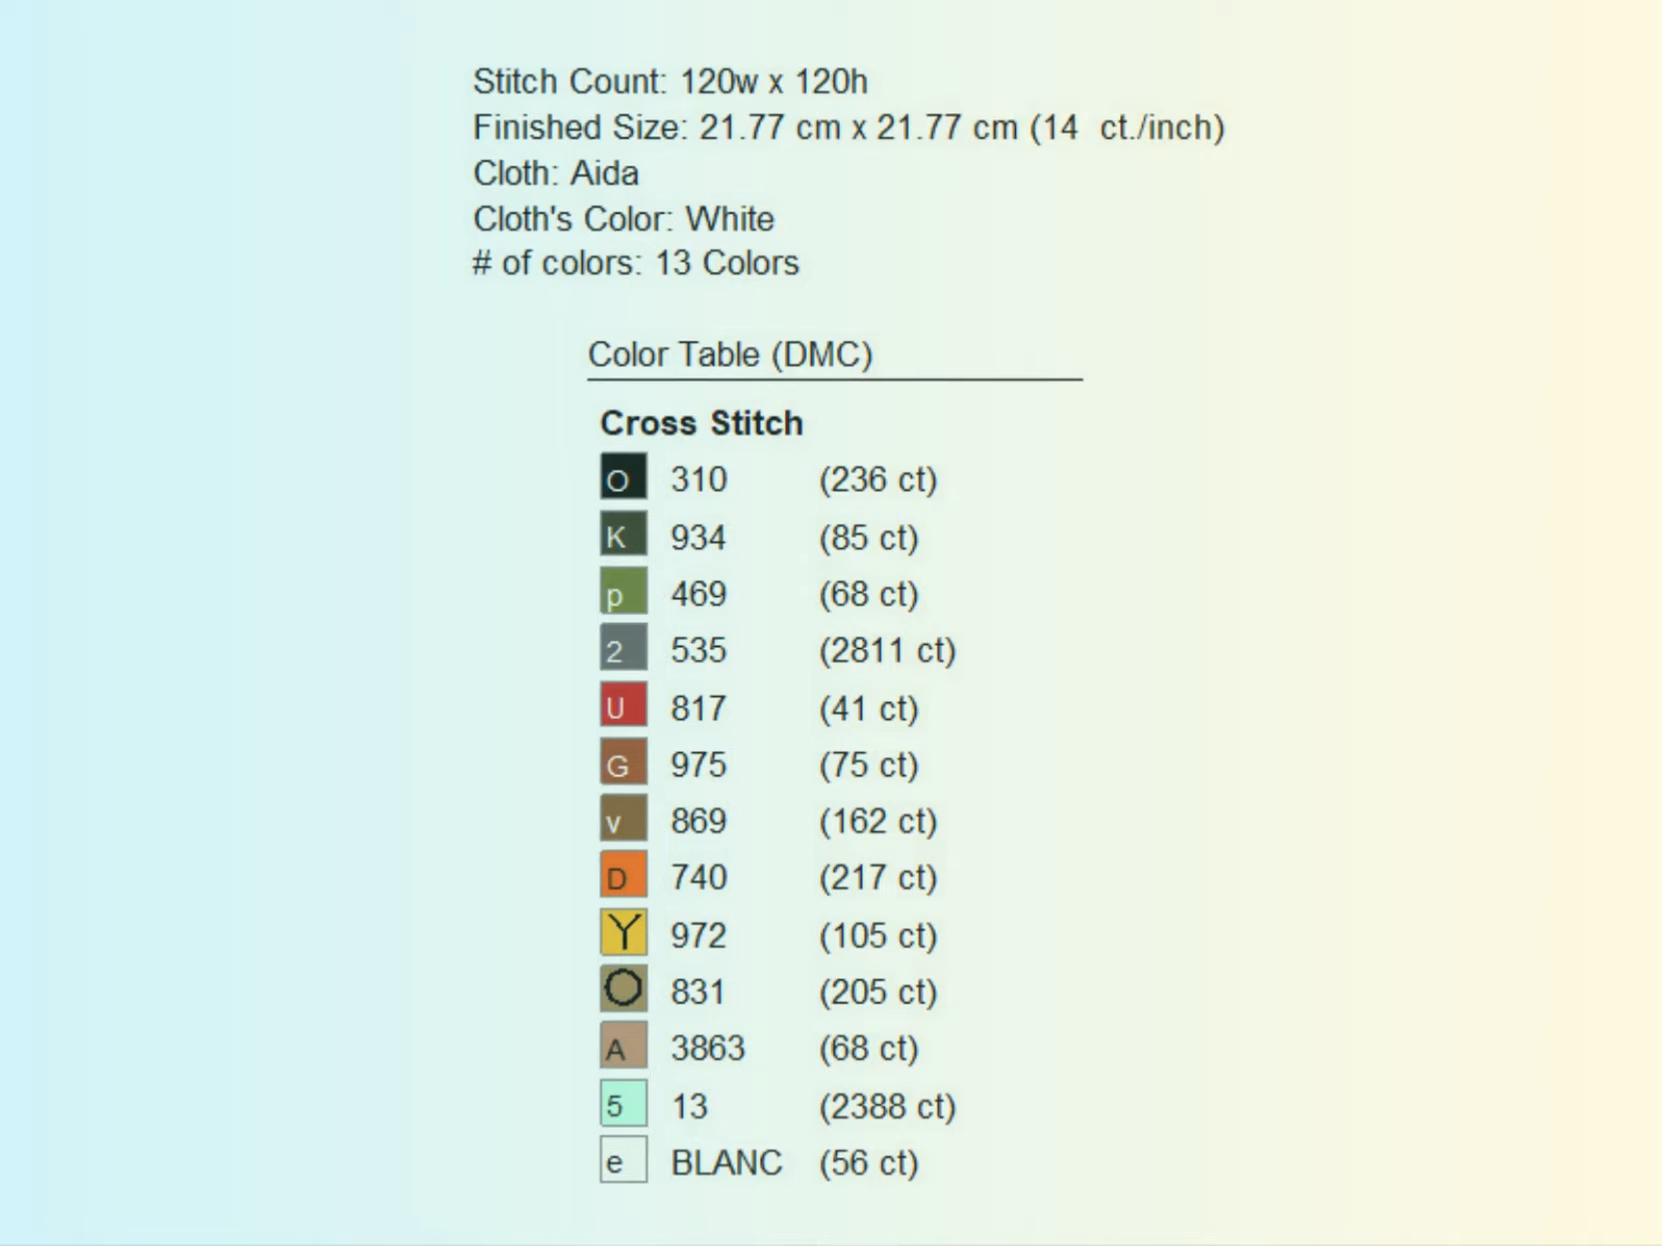 Stitch Count: 120w x 120h
Finished Size: 21.77 cm x 21.77 cm (14  ct./inch)
Cloth: Aida
Cloth's Color: White
# of colors: 13 Colors
Color Table (DMC)
Cross Stitch
O 310 (236 ct)
K 934 (85 ct)
p 469 (68 ct)
2 535 (2811 ct)
U 817 (41 ct)
G 975 (75 ct)
v 869 (162 ct)
D 740 (217 ct)
Y 972 (105 ct)
O 831 (205 ct)
A 3863 (68 ct)
5 13 (2388 ct)
e BLANC (56 ct)